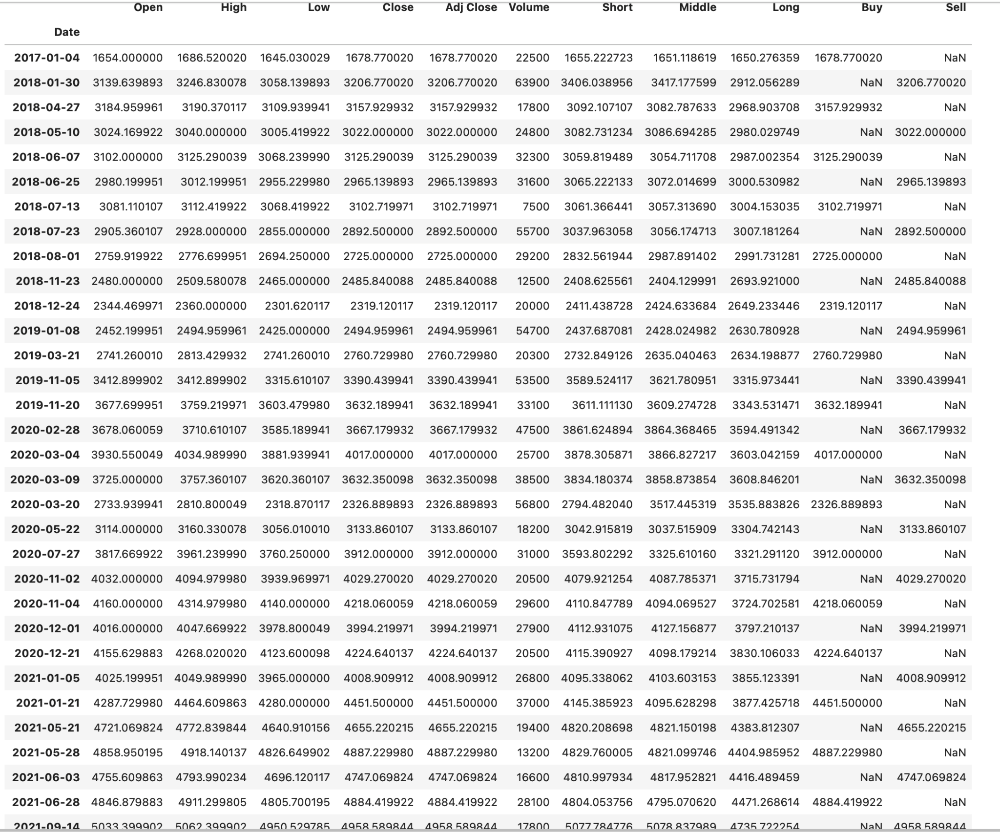 Open High Low Close Adj Close Volume Short Middle Long Buy Sell
Date
2017-01-04 1654.000000 1686.520020 1645.030029 1678.770020 1678.770020 22500 1655.222723 1651.118619 1650.276359 1678.770020 NaN
2018-01-30 3139.639893 3246.830078 3058.139893 3206.770020 3206.770020 63900 3406.038956 3417.177599 2912.056289 NaN 3206.770020
2018-04-27 3184.959961 3190.370117 3109.939941 3157.929932 3157.929932 17800 3092.107107 3082.787633 2968.903708 3157.929932 NaN
2018-05-10 3024.169922 3040.000000 3005.419922 3022.000000 3022.000000 24800 3082.731234 3086.694285 2980.029749 NaN 3022.000000
2018-06-07 3102.000000 3125.290039 3068.239990 3125.290039 3125.290039 32300 3059.819489 3054.711708 2987.002354 3125.290039 NaN
2018-06-25 2980.199951 3012.199951 2955.229980 2965.139893 2965.139893 31600 3065.222133 3072.014699 3000.530982 NaN 2965.139893
2018-07-13 3081.110107 3112.419922 3068.419922 3102.719971 3102.719971 7500 3061.366441 3057.313690 3004.153035 3102.719971 NaN
2018-07-23 2905.360107 2928.000000 2855.000000 2892.500000 2892.500000 55700 3037.963058 3056.174713 3007.181264 NaN 2892.500000
2018-08-01 2759.919922 2776.699951 2694.250000 2725.000000 2725.000000 29200 2832.561944 2987.891402 2991.731281 2725.000000 NaN
2018-11-23 2480.000000 2509.580078 2465.000000 2485.840088 2485.840088 12500 2408.625561 2404.129991 2693.921000 NaN 2485.840088
2018-12-24 2344.469971 2360.000000 2301.620117 2319.120117 2319.120117 20000 2411.438728 2424.633684 2649.233446 2319.120117 NaN
2019-01-08 2452.199951 2494.959961 2425.000000 2494.959961 2494.959961 54700 2437.687081 2428.024982 2630.780928 NaN 2494.959961
2019-03-21 2741.260010 2813.429932 2741.260010 2760.729980 2760.729980 20300 2732.849126 2635.040463 2634.198877 2760.729980 NaN
2019-11-05 3412.899902 3412.899902 3315.610107 3390.439941 3390.439941 53500 3589.524117 3621.780951 3315.973441 NaN 3390.439941
2019-11-20 3677.699951 3759.219971 3603.479980 3632.189941 3632.189941 33100 3611.111130 3609.274728 3343.531471 3632.189941 NaN
2020-02-28 3678.060059 3710.610107 3585.189941 3667.179932 3667.179932 47500 3861.624894 3864.368465 3594.491342 NaN 3667.179932
2020-03-04 3930.550049 4034.989990 3881.939941 4017.000000 4017.000000 25700 3878.305871 3866.827217 3603.042159 4017.000000 NaN
2020-03-09 3725.000000 3757.360107 3620.360107 3632.350098 3632.350098 38500 3834.180374 3858.873854 3608.846201 NaN 3632.350098
2020-03-20 2733.939941 2810.800049 2318.870117 2326.889893 2326.889893 56800 2794.482040 3517.445319 3535.883826 2326.889893 NaN
2020-05-22 3114.000000 3160.330078 3056.010010 3133.860107 3133.860107 18200 3042.915819 3037.515909 3304.742143 NaN 3133.860107
2020-07-27 3817.669922 3961.239990 3760.250000 3912.000000 3912.000000 31000 3593.802292 3325.610160 3321.291120 3912.000000 NaN
2020-11-02 4032.000000 4094.979980 3939.969971 4029.270020 4029.270020 20500 4079.921254 4087.785371 3715.731794 NaN 4029.270020
2020-11-04 4160.000000 4314.979980 4140.000000 4218.060059 4218.060059 29600 4110.847789 4094.069527 3724.702581 4218.060059 NaN
2020-12-01 4016.000000 4047.669922 3978.800049 3994.219971 3994.219971 27900 4112.931075 4127.156877 3797.210137 NaN 3994.219971
2020-12-21 4155.629883 4268.020020 4123.600098 4224.640137 4224.640137 20500 4115.390927 4098.179214 3830.106033 4224.640137 NaN
2021-01-05 4025.199951 4049.989990 3965.000000 4008.909912 4008.909912 26800 4095.338062 4103.603153 3855.123391 NaN 4008.909912
2021-01-21 4287.729980 4464.609863 4280.000000 4451.500000 4451.500000 37000 4145.385923 4095.628298 3877.425718 4451.500000 NaN
2021-05-21 4721.069824 4772.839844 4640.910156 4655.220215 4655.220215 19400 4820.208698 4821.150198 4383.812307 NaN 4655.220215
2021-05-28 4858.950195 4918.140137 4826.649902 4887.229980 4887.229980 13200 4829.760005 4821.099746 4404.985952 4887.229980 NaN
2021-06-03 4755.609863 4793.990234 4696.120117 4747.069824 4747.069824 16600 4810.997934 4817.952821 4416.489459 NaN 4747.069824
2021-06-28 4846.879883 4911.299805 4805.700195 4884.419922 4884.419922 28100 4804.053756 4795.070620 4471.268614 4884.419922 NaN
2021-09-14 5033.399902 5062.399902 4950.529785 4958.589844 4958.589844 17800 5077.784776 5078.837989 4735.722254 NaN 4958.589844